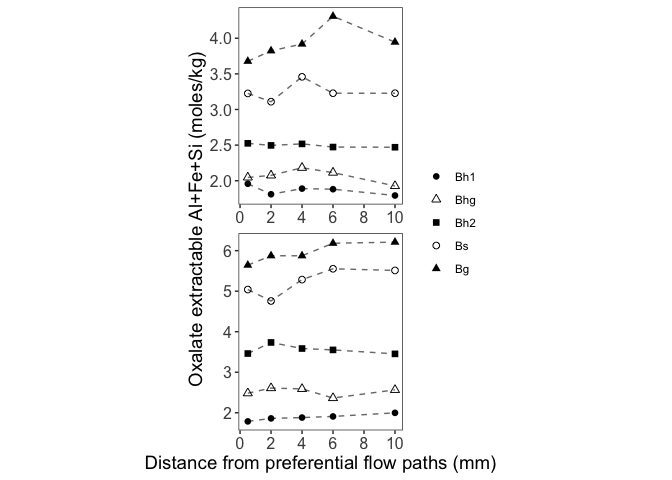 Oxalate extractable Al+Fe+Si (moles/kg)
4.0
3.5
3.0
2.5
2.0
0 2 4 6 8 10
6
5
4
3
2
0 2 4 6 8 10
Distance from preferential flow paths (mm)
Bh1
Bhg
Bh2
Bs
Bg